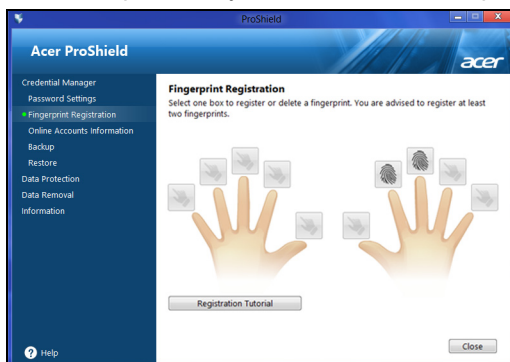 ProShield
Acer ProShield
acer
Credential Manager
Password Settings
Fingerprint Registration
Online Accounts Information
Backup
Restore
Data Protection
Data Removal
Information
Fingerprint Registration
Select one box to register or delete a fingerprint. You are advised to register at least
two fingerprints.
Registration Tutorial
? Help
Close